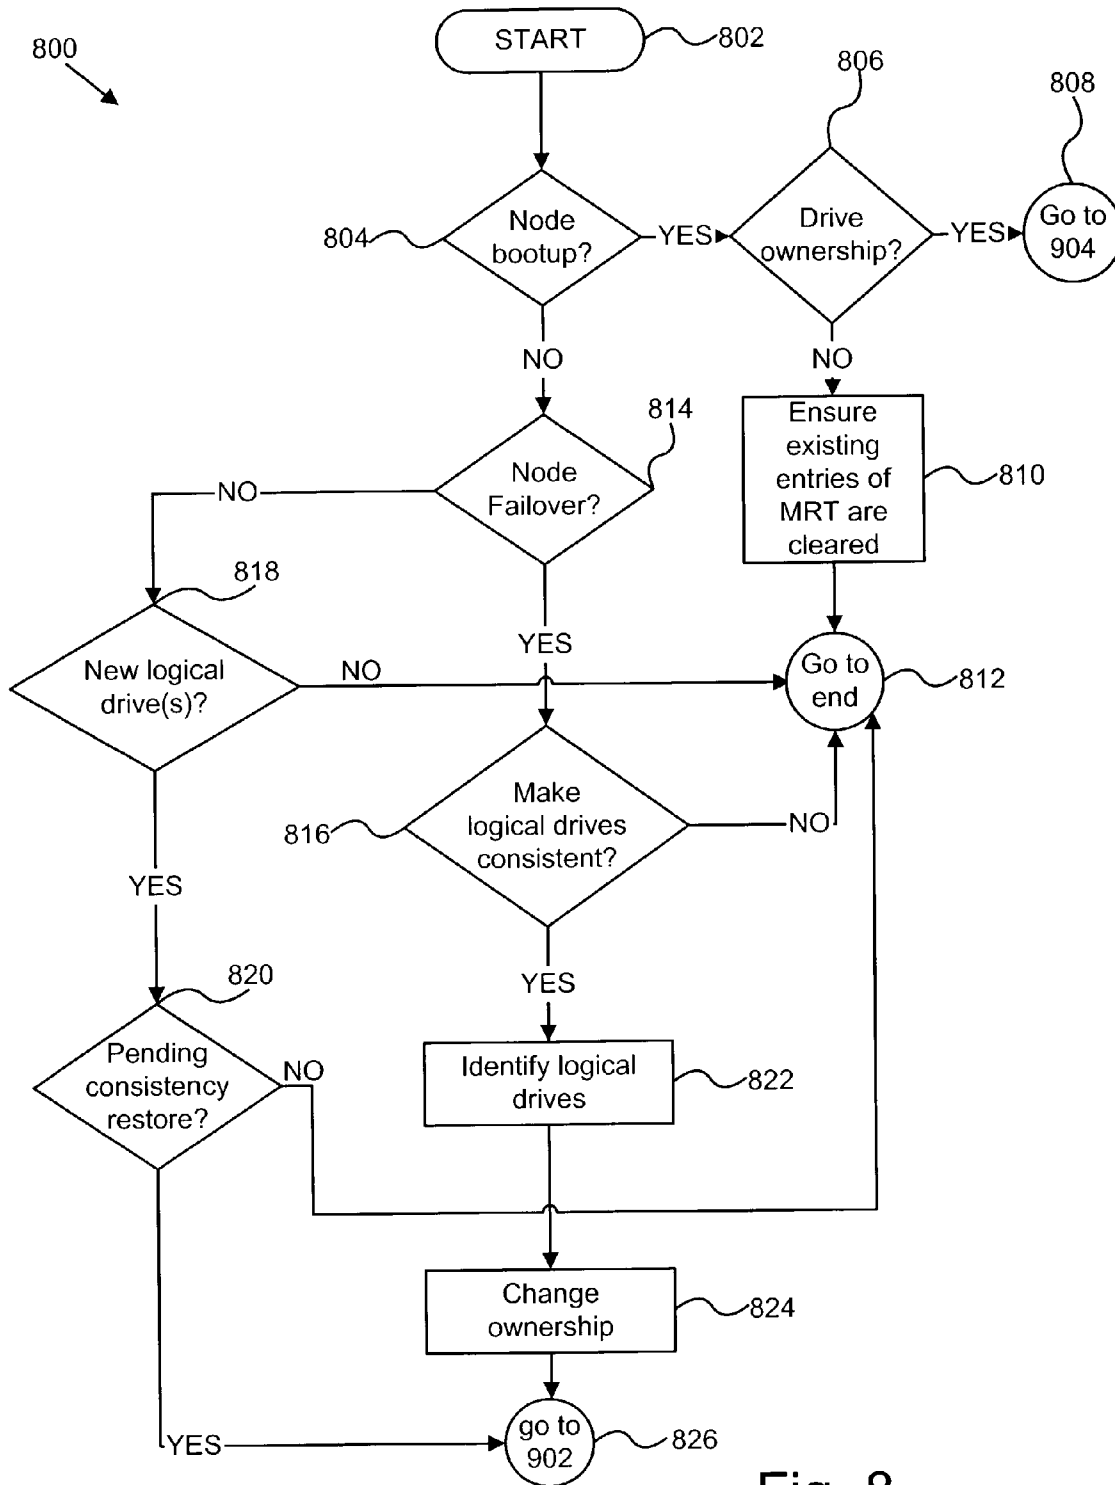 800
START
802
806
808
804
Node
bootup?
YES
Drive
ownership?
YES
Go to
904
NO
NO
814
Ensure
existing
entries of
MRT are
cleared
810
Node
Failover?
NO
818
YES
New logical
drive(s)?
NO
Go to
end
812
816
Make
logical drives
consistent?
NO
YES
YES
820
Pending
consistency
restore?
NO
Identify logical
drives
822
Change
ownership
824
YES
go to
902
826
Fig. 8